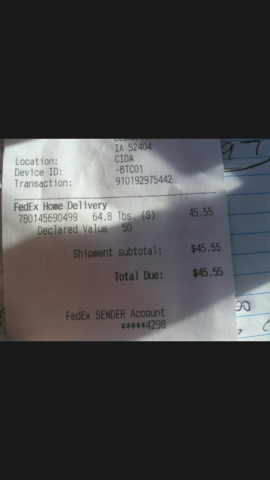 IA 52404
Location: CIDA
Device ID: -BTC01
Transaction: 910192975442
FedEx Home Delivery
780145690499 64.8 lbs. (S) 45.55
Declared Value 50
Shipment subtotal: $45.55
Total Due: $45.55
FedEx SENDER Account
*****4298
97